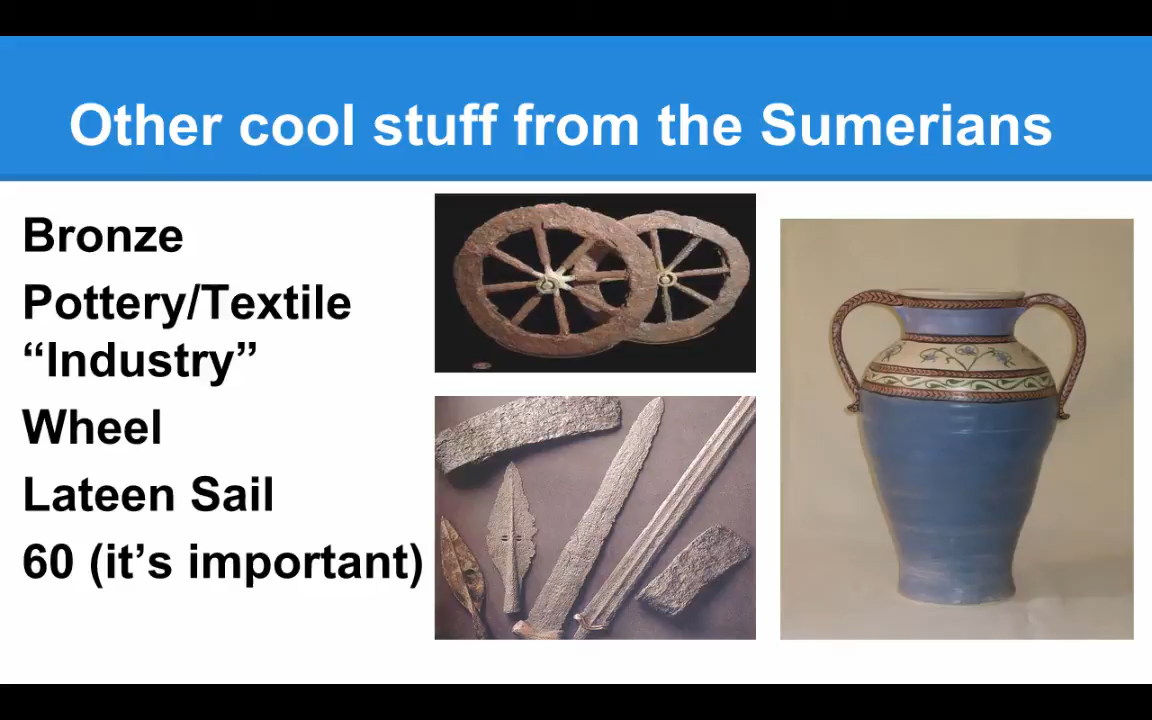 Other cool stuff from the Sumerians
Bronze
Pottery/Textile
“Industry”
Wheel
Lateen Sail
60 (it’s important)